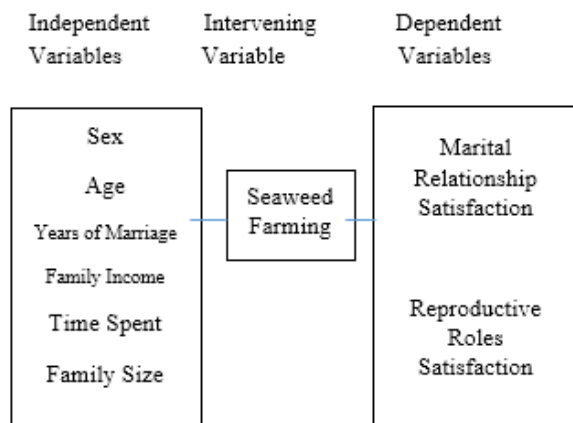 Independent
Variables
Intervening
Variable
Dependent
Variables
Sex
Age
Years of Marriage
Family Income
Time Spent
Family Size
Seaweed
Farming
Marital
Relationship
Satisfaction
Reproductive
Roles
Satisfaction